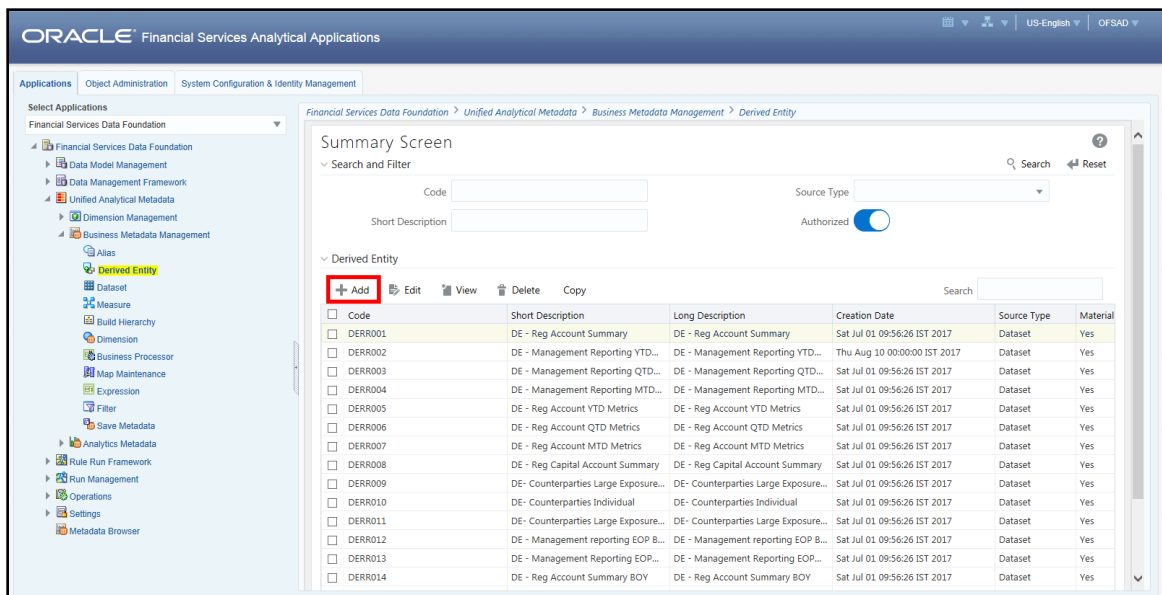 US-English OFSAD
ORACLE® Financial Services Analytical Applications
Applications Object Administration System Configuration & Identity Management
Select Applications
Financial Services Data Foundation
Financial Services Data Foundation
Data Model Management
Data Management Framework
Unified Analytical Metadata
Dimension Management
Business Metadata Management
Alias
Derived Entity
Dataset
Measure
Build Hierarchy
Dimension
Business Processor
Map Maintenance
Expression
Filter
Save Metadata
Analytics Metadata
Rule Run Framework
Run Management
Operations
Settings
Metadata Browser
Financial Services Data Foundation > Unified Analytical Metadata > Business Metadata Management > Derived Entity
Summary Screen ?
Search and Filter Search Reset
Code Source Type
Short Description Authorized
Derived Entity
Add Edit View Delete Copy Search
Code Short Description Long Description Creation Date Source Type Material
DERR001 DE - Reg Account Summary DE - Reg Account Summary Sat Jul 01 09:56:26 IST 2017 Dataset Yes
DERR002 DE - Management Reporting YTD... DE - Management Reporting YTD... Thu Aug 10 00:00:00 IST 2017 Dataset Yes
DERR003 DE - Management Reporting QTD... DE - Management Reporting QTD... Sat Jul 01 09:56:26 IST 2017 Dataset Yes
DERR004 DE - Management Reporting MTD... DE - Management Reporting MTD... Sat Jul 01 09:56:26 IST 2017 Dataset Yes
DERR005 DE - Reg Account YTD Metrics DE - Reg Account YTD Metrics Sat Jul 01 09:56:26 IST 2017 Dataset Yes
DERR006 DE - Reg Account QTD Metrics DE - Reg Account QTD Metrics Sat Jul 01 09:56:26 IST 2017 Dataset Yes
DERR007 DE - Reg Account MTD Metrics DE - Reg Account MTD Metrics Sat Jul 01 09:56:26 IST 2017 Dataset Yes
DERR008 DE - Reg Capital Account Summary DE - Reg Capital Account Summary Sat Jul 01 09:56:26 IST 2017 Dataset Yes
DERR009 DE- Counterparties Large Exposure... DE- Counterparties Large Exposure... Sat Jul 01 09:56:26 IST 2017 Dataset Yes
DERR010 DE- Counterparties Individual DE- Counterparties Individual Sat Jul 01 09:56:26 IST 2017 Dataset Yes
DERR011 DE- Counterparties Large Exposure... DE- Counterparties Large Exposure... Sat Jul 01 09:56:26 IST 2017 Dataset Yes
DERR012 DE - Management reporting EOP B... DE - Management reporting EOP B... Sat Jul 01 09:56:26 IST 2017 Dataset Yes
DERR013 DE - Management Reporting EOP... DE - Management Reporting EOP... Sat Jul 01 09:56:26 IST 2017 Dataset Yes
DERR014 DE - Reg Account Summary BOY DE - Reg Account Summary BOY Sat Jul 01 09:56:26 IST 2017 Dataset Yes